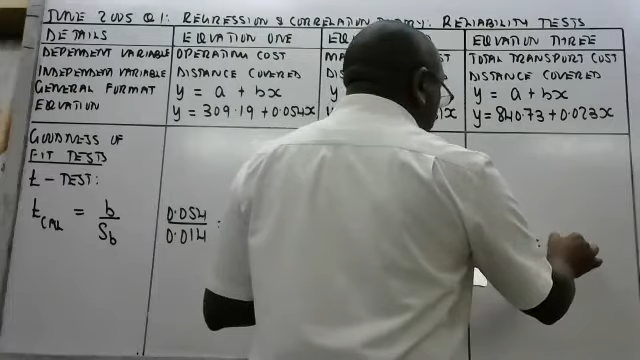 JUNE 2005 Q1: REGRESSION & CORRELATION THEORY: RELIABILITY TESTS
DETAILS EQUATION ONE EQUATION THREE
DEPENDENT VARIABLE OPERATING COST TOTAL TRANSPORT COST
INDEPENDENT VARIABLE DISTANCE COVERED DISTANCE COVERED
GENERAL FORMAT y = a + bx y = a + bx
EQUATION y = 309.19 + 0.054x y = 840.73 + 0.023x
GOODNESS OF
FIT TESTS
t - TEST:
t CAL = b / Sb 0.054 / 0.014 :